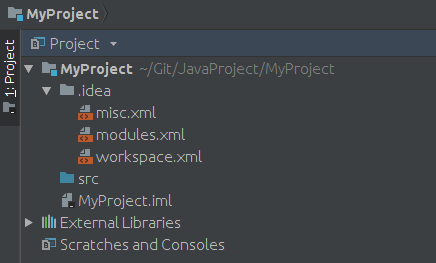 MyProject
1: Project
Project
MyProject ~/Git/JavaProject/MyProject
.idea
misc.xml
modules.xml
workspace.xml
src
MyProject.iml
External Libraries
Scratches and Consoles